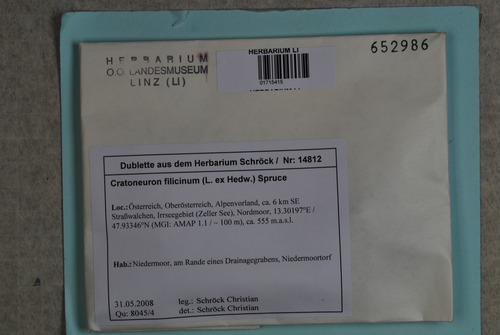 HERBARIUM
O.Ö. LANDESMUSEUM
LINZ (LI)
HERBARIUM LI
01715415
652986
Dublette aus dem Herbarium Schröck / Nr: 14812
Cratoneuron filicinum (L. ex Hedw.) Spruce
Loc.:Österreich, Oberösterreich, Alpenvorland, ca. 6 km SE
Straßwalchen, Irrseegebiet (Zeller See), Nordmoor, 13.30197°E /
47.93346°N (MGI: AMAP 1.1 / ~ 100 m), ca. 555 m.a.s.l.
Hab.:Niedermoor, am Rande eines Drainagegrabens, Niedermoortorf
31.05.2008 leg.: Schröck Christian
Qu: 8045/4 det.: Schröck Christian